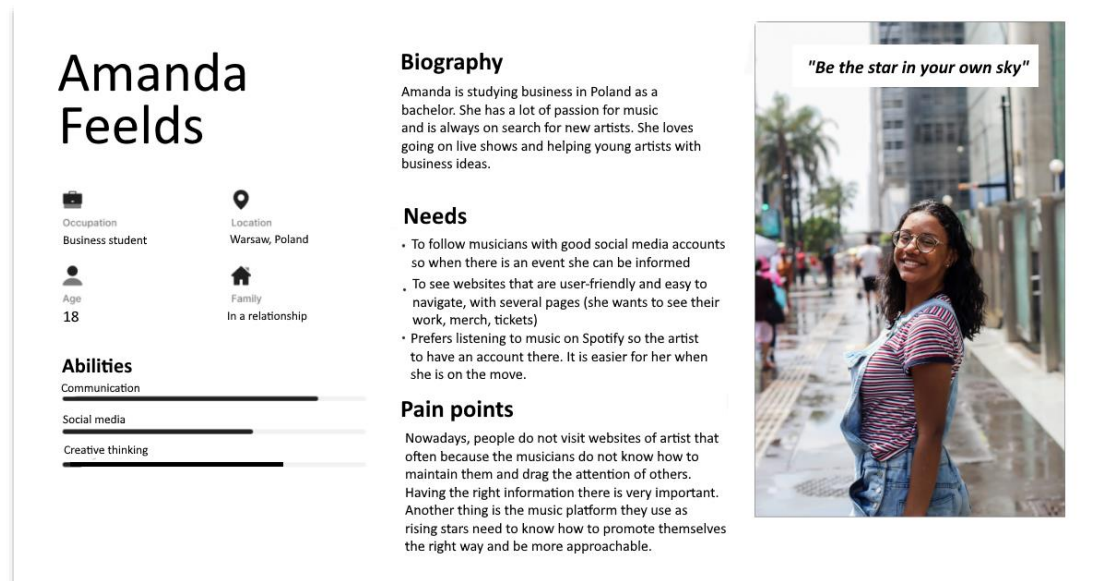 Amanda
Feelds
Occupation
Business student
Location
Warsaw, Poland
Age
18
Family
In a relationship
Abilities
Communication
Social media
Creative thinking
Biography
Amanda is studying business in Poland as a
bachelor. She has a lot of passion for music
and is always on search for new artists. She loves
going on live shows and helping young artists with
business ideas.
Needs
· To follow musicians with good social media accounts
so when there is an event she can be informed
· To see websites that are user-friendly and easy to
navigate, with several pages (she wants to see their
work, merch, tickets)
· Prefers listening to music on Spotify so the artist
to have an account there. It is easier for her when
she is on the move.
Pain points
Nowadays, people do not visit websites of artist that
often because the musicians do not know how to
maintain them and drag the attention of others.
Having the right information there is very important.
Another thing is the music platform they use as
rising stars need to know how to promote themselves
the right way and be more approachable.
"Be the star in your own sky"